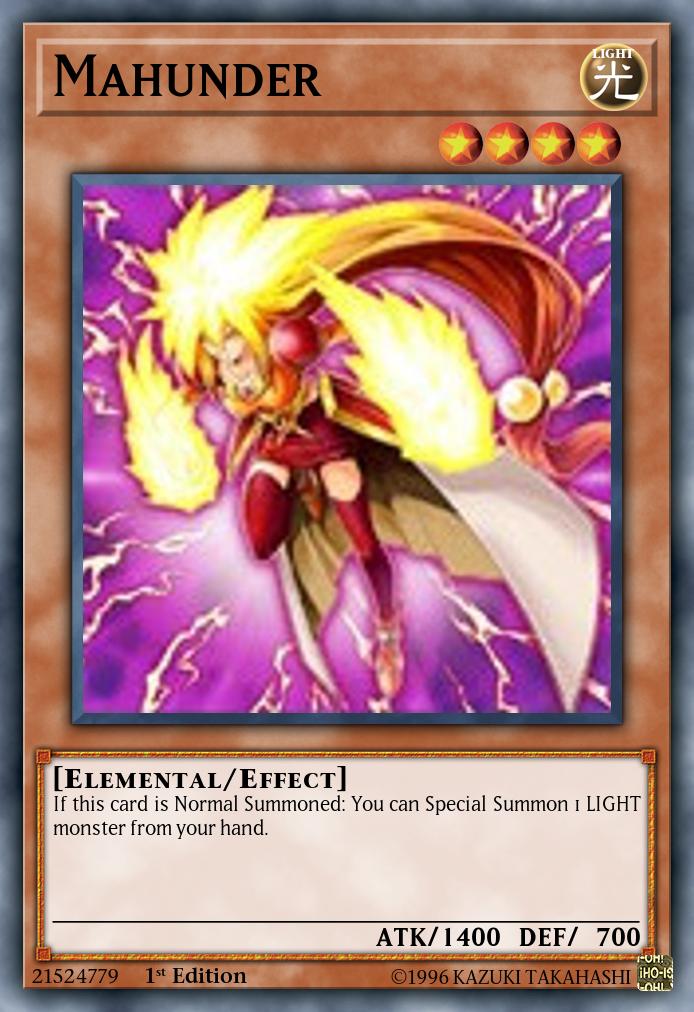 MAHUNDER
LIGHT
光
[ELEMENTAL/EFFECT]
If this card is Normal Summoned: You can Special Summon 1 LIGHT
monster from your hand.
ATK/1400 DEF/ 700
21524779 1st Edition ©1996 KAZUKI TAKAHASHI